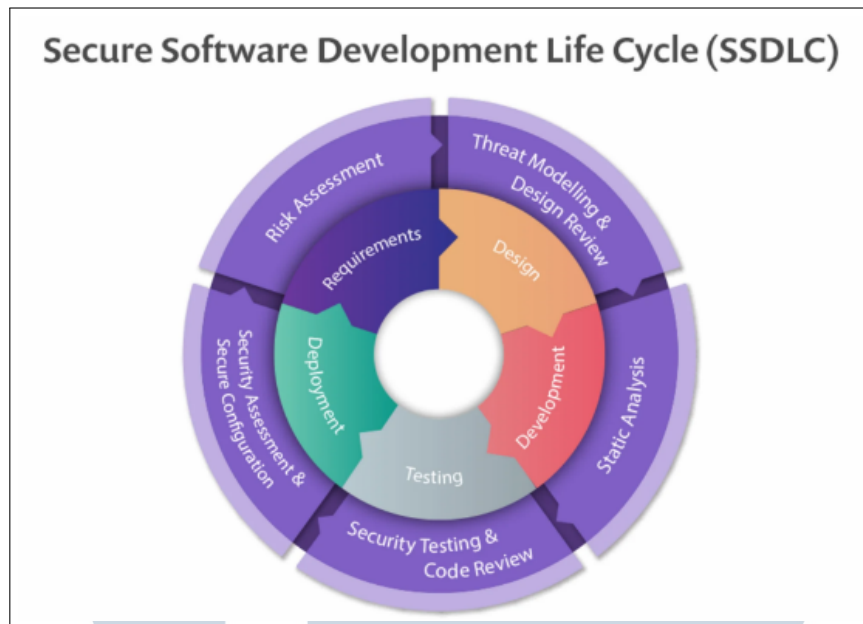 Secure Software Development Life Cycle (SSDLC)
Risk Assessment
Threat Modelling &
Design Review
Requirements
Design
Security Assessment &
Secure Configuration
Deployment
Development
Static Analysis
Testing
Security Testing &
Code Review